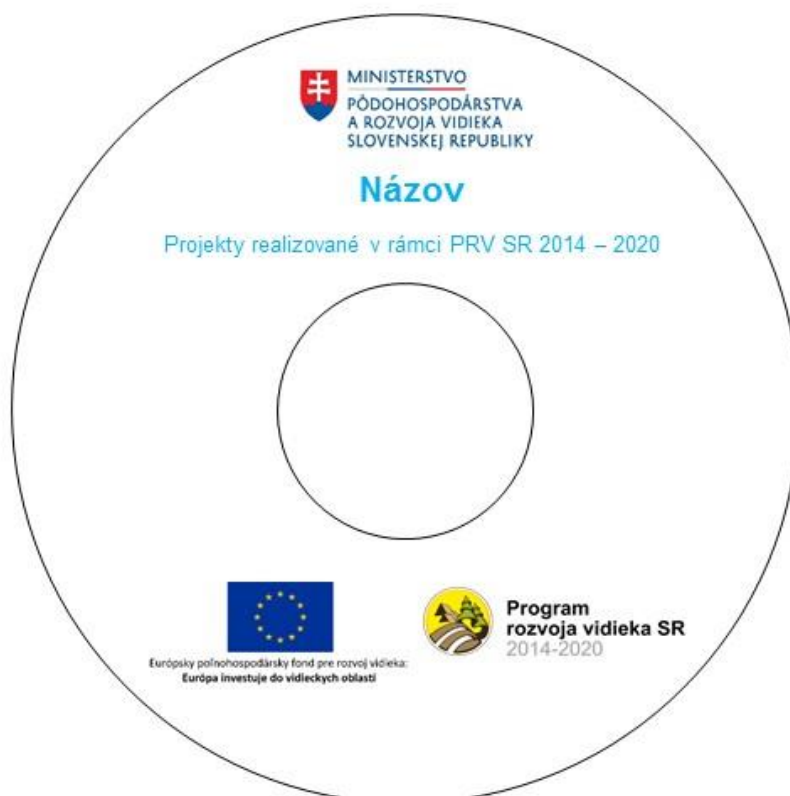 MINISTERSTVO
PÔDOHOSPODÁRSTVA
A ROZVOJA VIDIEKA
SLOVENSKEJ REPUBLIKY
Názov
Projekty realizované v rámci PRV SR 2014 – 2020
Európsky poľnohospodársky fond pre rozvoj vidieka:
Európa investuje do vidieckych oblastí
Program
rozvoja vidieka SR
2014-2020